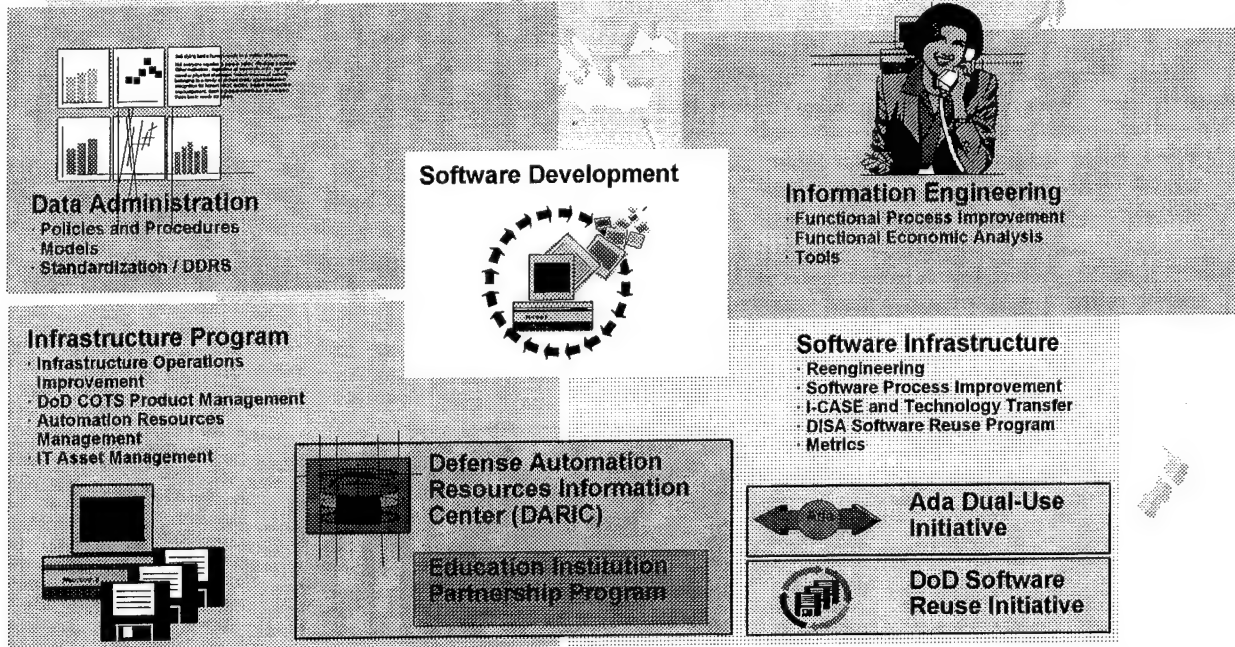 Data Administration
· Policies and Procedures
· Models
· Standardization / DDRS
Software Development
Information Engineering
· Functional Process Improvement
Functional Economic Analysis
· Tools
Infrastructure Program
· Infrastructure Operations
Improvement
· DoD COTS Product Management
· Automation Resources
Management
· IT Asset Management
Software Infrastructure
· Reengineering
· Software Process Improvement
· I-CASE and Technology Transfer
· DISA Software Reuse Program
· Metrics
Defense Automation
Resources Information
Center (DARIC)
Education Institution
Partnership Program
Ada
Ada Dual-Use
Initiative
DoD Software
Reuse Initiative